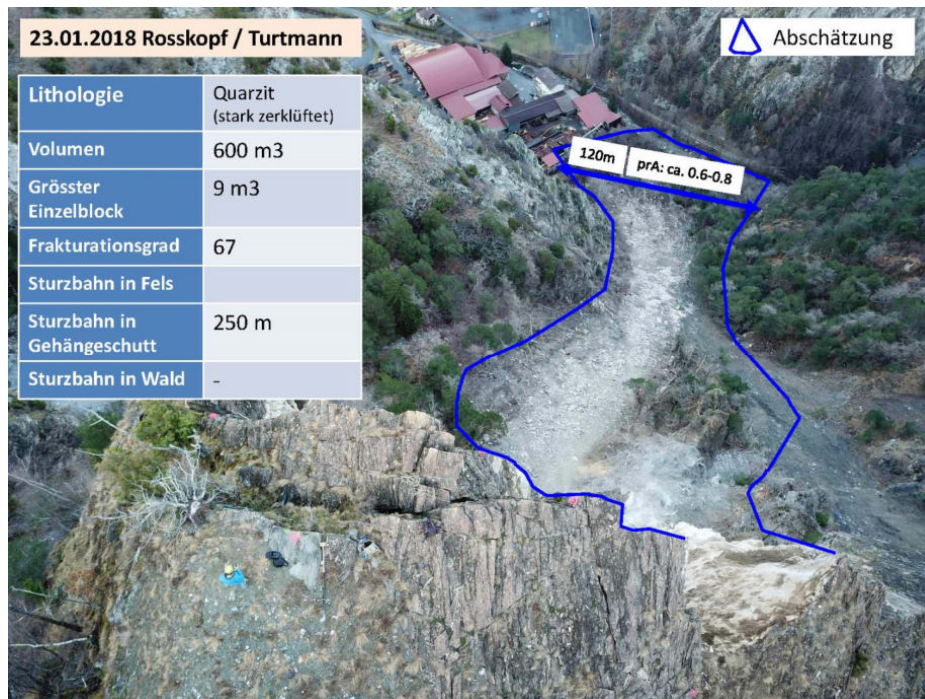 23.01.2018 Rosskopf / Turtmann
Abschätzung
Lithologie Quarzit
(stark zerklüftet)
Volumen 600 m3
Grösster
Einzelblock 9 m3
Frakturationsgrad 67
Sturzbahn in Fels
Sturzbahn in
Gehängeschutt 250 m
Sturzbahn in Wald -
120m prA: ca. 0.6-0.8